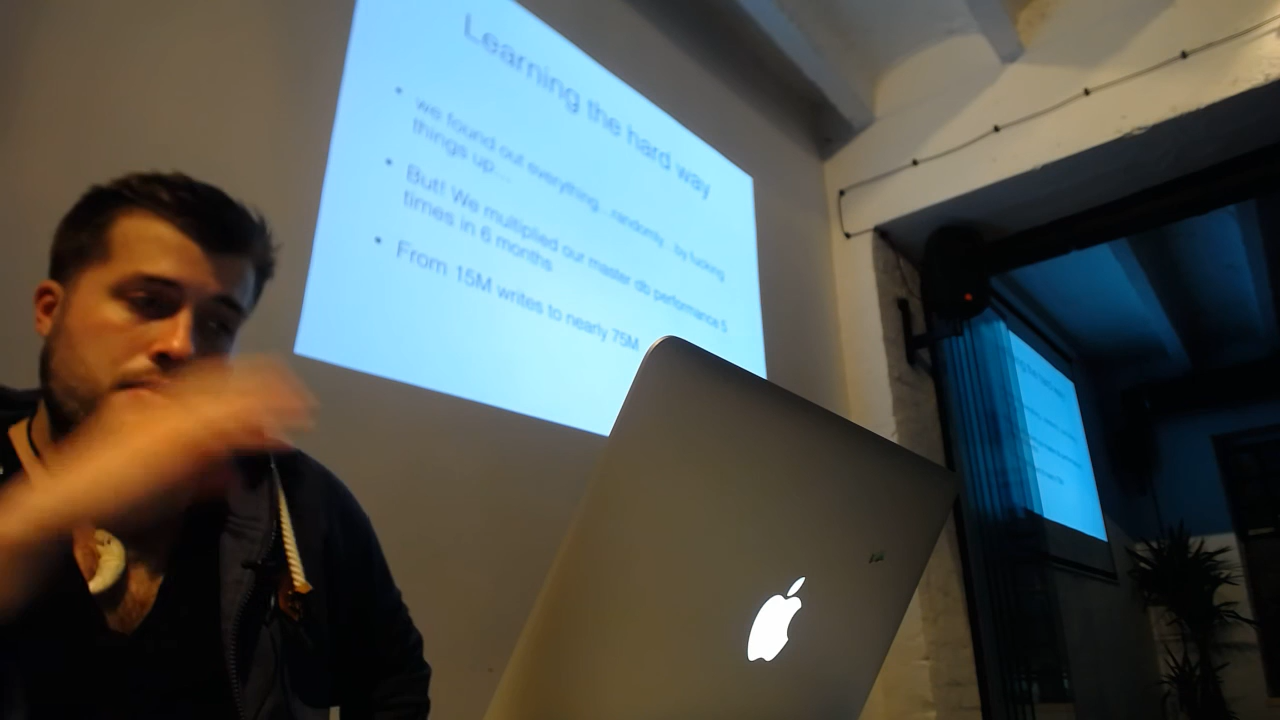 Learning the hard way
• we found out everything...randomly...by fucking
things up...
• But! We multiplied our master db performance 5
times in 6 months
• From 15M writes to nearly 75M